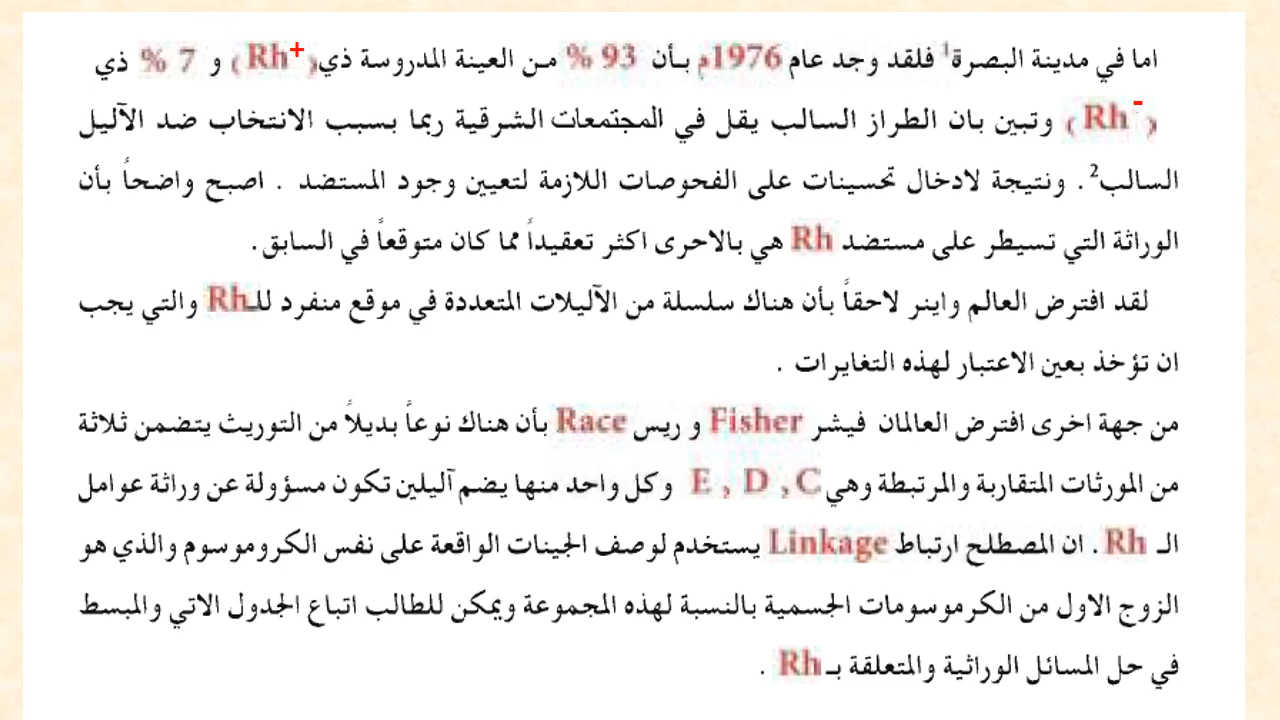 اما في مدينة البصرة1 فلقد وجد عام 1976م بأن 93 % من العينة المدروسة ذي (Rh+) و 7 % ذي
(Rh-) وتبين بان الطراز السالب يقل في المجتمعات الشرقية ربما بسبب الانتخاب ضد الآليل
السالب2. ونتيجة لادخال تحسينات على الفحوصات اللازمة لتعيين وجود المستضد . اصبح واضحاً بأن
الوراثة التي تسيطر على مستضد Rh هي بالاحرى اكثر تعقيداً مما كان متوقعاً في السابق.
لقد افترض العالم واينر لاحقاً بأن هناك سلسلة من الآليلات المتعددة في موقع منفرد للـRh والتي يجب
ان تؤخذ بعين الاعتبار لهذه التغايرات .
من جهة اخرى افترض العالمان فيشر Fisher و ريس Race بأن هناك نوعاً بديلاً من التوريث يتضمن ثلاثة
من المورثات المتقاربة والمرتبطة وهي E , D , C وكل واحد منها يضم آليلين تكون مسؤولة عن وراثة عوامل
الـ Rh . ان المصطلح ارتباط Linkage يستخدم لوصف الجينات الواقعة على نفس الكروموسوم والذي هو
الزوج الاول من الكرموسومات الجسمية بالنسبة لهذه المجموعة ويمكن للطالب اتباع الجدول الاتي والمبسط
في حل المسائل الوراثية والمتعلقة بـ Rh .